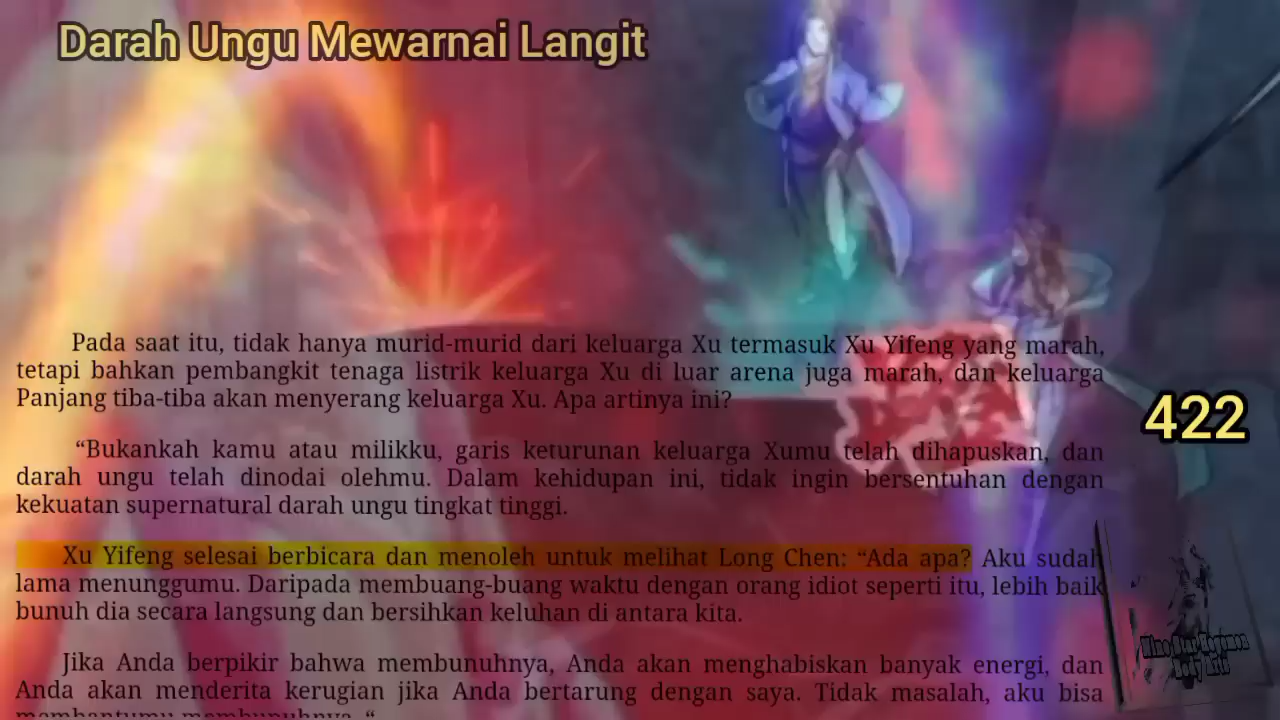 Darah Ungu Mewarnai Langit
Pada saat itu, tidak hanya murid-murid dari keluarga Xu termasuk Xu Yifeng yang marah,
tetapi bahkan pembangkit tenaga listrik keluarga Xu di luar arena juga marah, dan keluarga
Panjang tiba-tiba akan menyerang keluarga Xu. Apa artinya ini?
“Bukankah kamu atau milikku, garis keturunan keluarga Xumu telah dihapuskan, dan
darah ungu telah dinodai olehmu. Dalam kehidupan ini, tidak ingin bersentuhan dengan
kekuatan supernatural darah ungu tingkat tinggi.
Xu Yifeng selesai berbicara dan menoleh untuk melihat Long Chen: “Ada apa? Aku sudah
lama menunggumu. Daripada membuang-buang waktu dengan orang idiot seperti itu, lebih baik
bunuh dia secara langsung dan bersihkan keluhan di antara kita.
Jika Anda berpikir bahwa membunuhnya, Anda akan menghabiskan banyak energi, dan
Anda akan menderita kerugian jika Anda bertarung dengan saya. Tidak masalah, aku bisa
membantumu membunuhnya. “
422